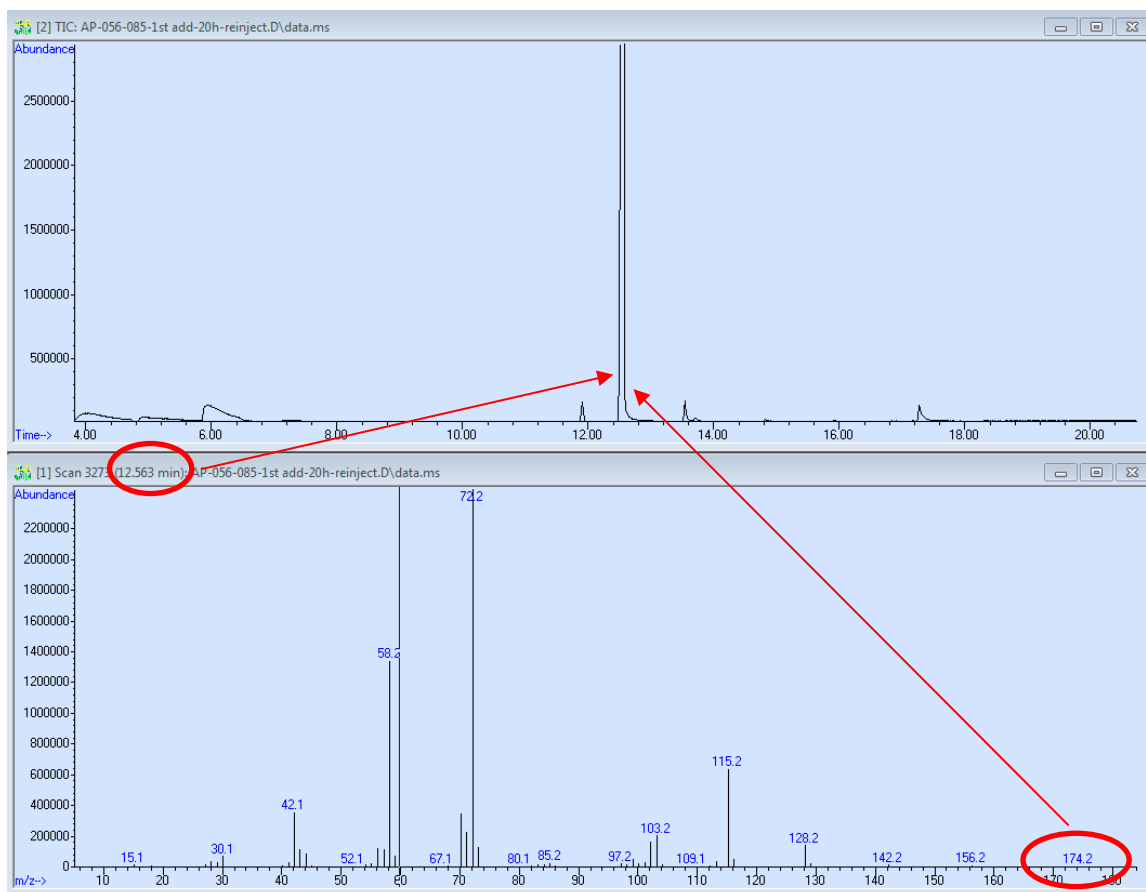 [2] TIC: AP-056-085-1st add-20h-reinject.D\data.ms
Abundance
2500000
2000000
1500000
1000000
500000
Time-->
4.00 6.00 8.00 10.00 12.00 14.00 16.00 18.00 20.00
[1] Scan 3273 (12.563 min): AP-056-085-1st add-20h-reinject.D\data.ms
Abundance
72.2
2200000
2000000
1800000
1600000
1400000
58.2
1200000
1000000
800000
115.2
600000
42.1
400000
103.2
200000
128.2
15.1 30.1 52.1 67.1 80.1 85.2 97.2 109.1 142.2 156.2 174.2
0
m/z-->
10 20 30 40 50 60 70 80 90 100 110 120 130 140 150 160 170 180